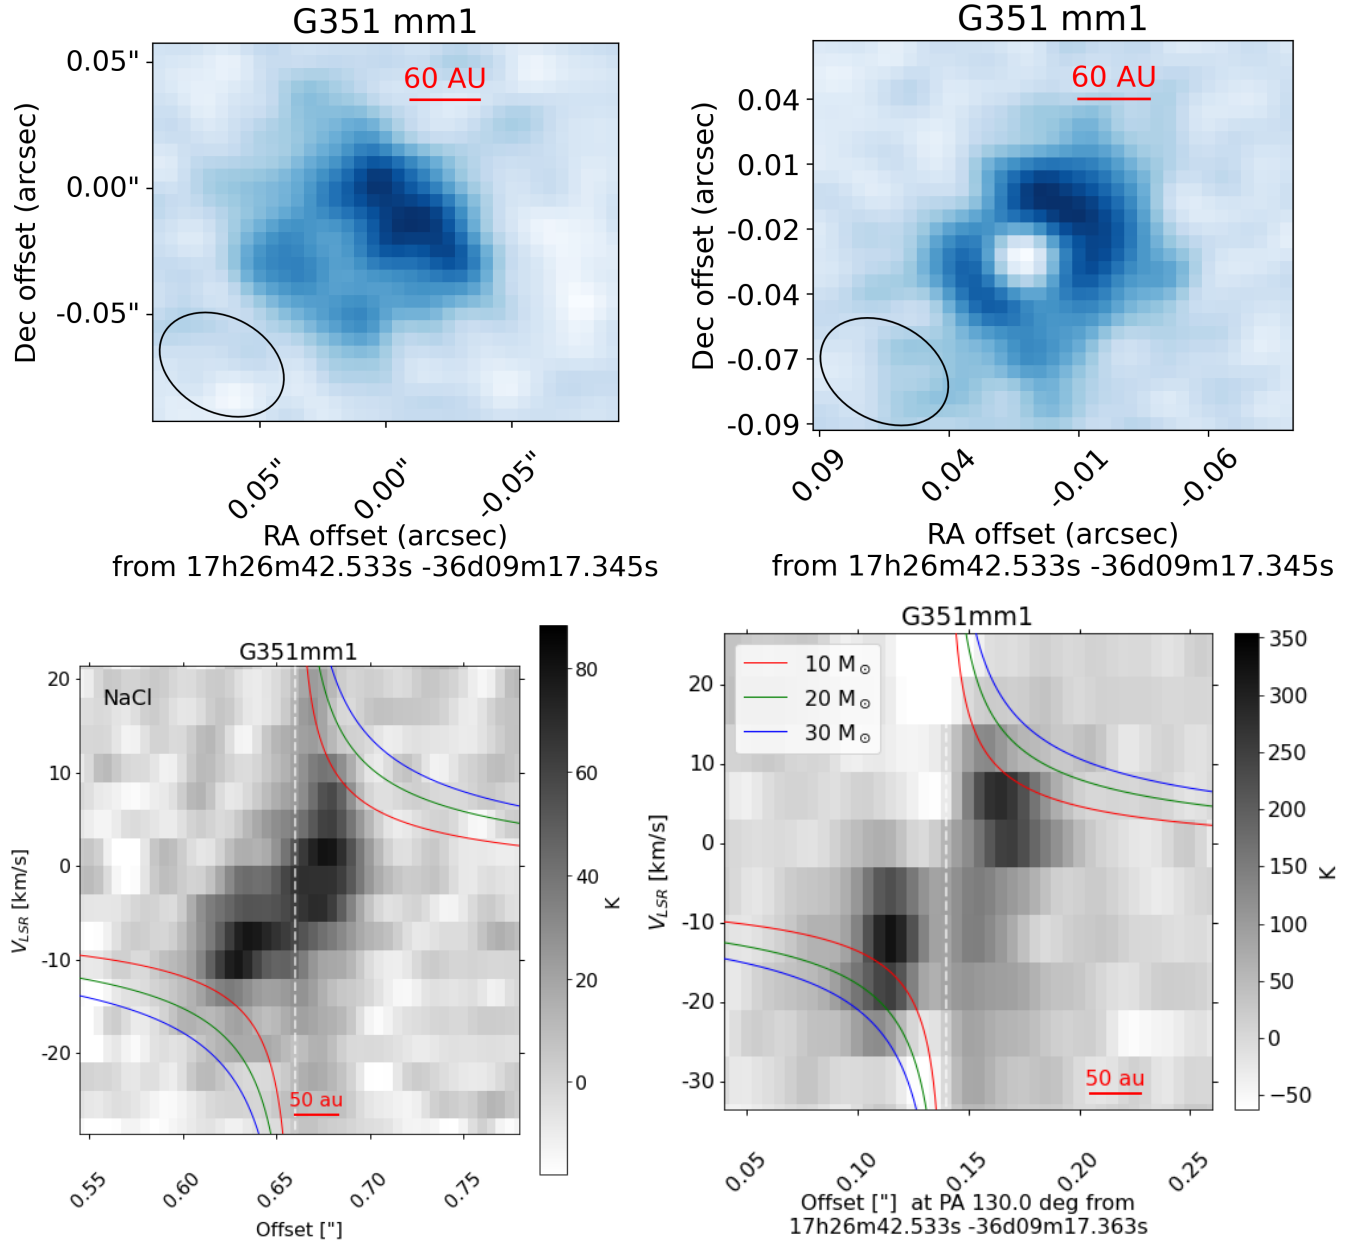 G351 mm1
60 AU
0.05"
0.00"
-0.05"
Dec offset (arcsec)
0.05"
0.00"
-0.05"
RA offset (arcsec)
from 17h26m42.533s -36d09m17.345s
G351 mm1
60 AU
0.04
0.01
-0.02
-0.04
-0.07
-0.09
Dec offset (arcsec)
0.09
0.04
-0.01
-0.06
RA offset (arcsec)
from 17h26m42.533s -36d09m17.345s
G351mm1
NaCl
20
10
0
-10
-20
V_LSR [km/s]
50 au
0.55
0.60
0.65
0.70
0.75
Offset ["]
80
60
40
20
0
K
G351mm1
10 M⊙
20 M⊙
30 M⊙
20
10
0
-10
-20
-30
V_LSR [km/s]
50 au
0.05
0.10
0.15
0.20
0.25
Offset ["] at PA 130.0 deg from
17h26m42.533s -36d09m17.363s
350
300
250
200
150
100
50
0
−50
K